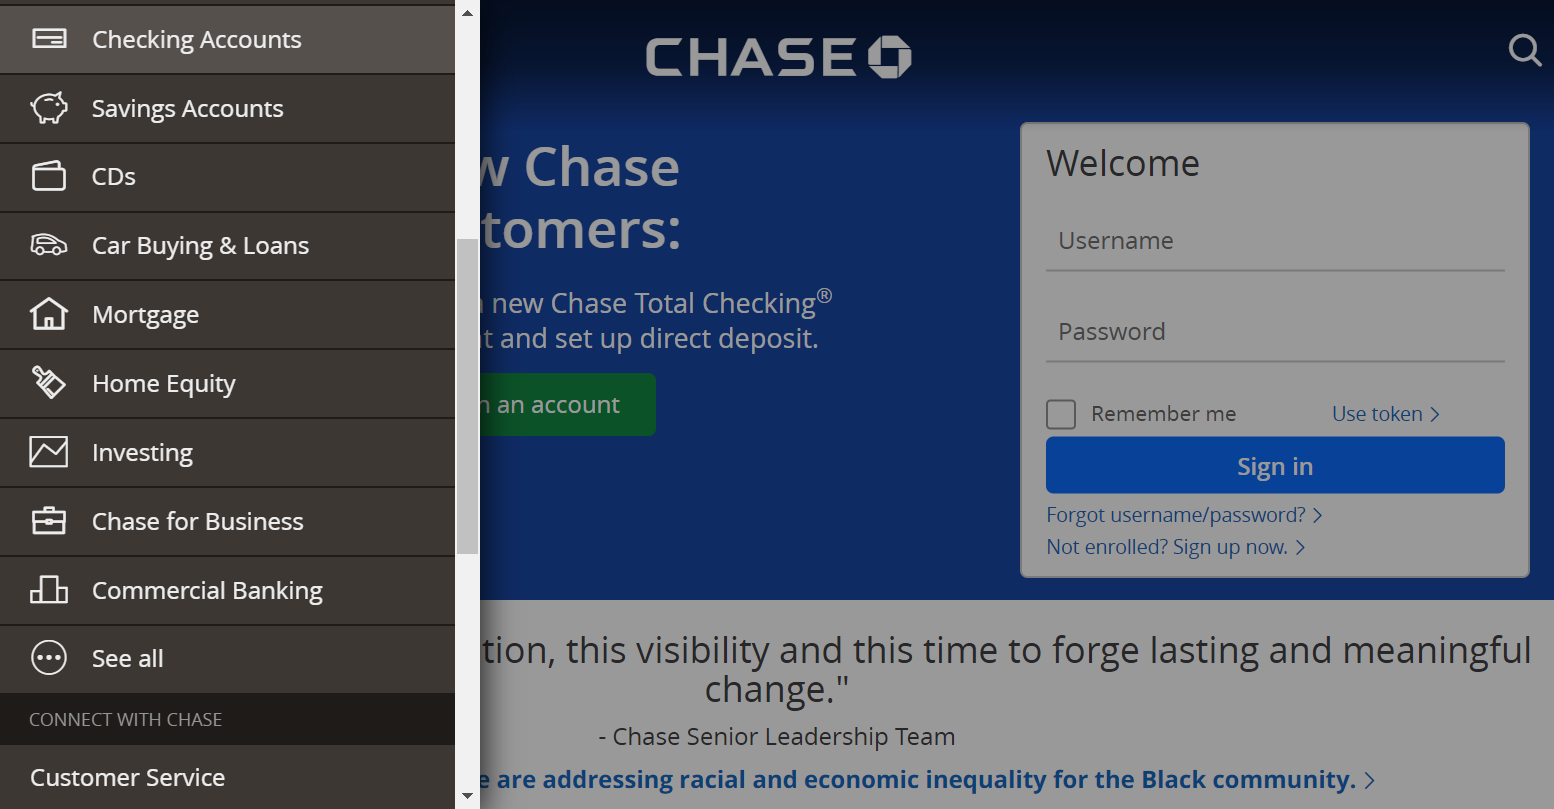 Checking Accounts
Savings Accounts
CDs
Car Buying & Loans
Mortgage
Home Equity
Investing
Chase for Business
Commercial Banking
See all
CONNECT WITH CHASE
Customer Service
CHASE
Chase
tomers:
new Chase Total Checking®
and set up direct deposit.
an account
Welcome
Username
Password
Remember me
Use token
Sign in
Forgot username/password?
Not enrolled? Sign up now.
tion, this visibility and this time to forge lasting and meaningful
change."
- Chase Senior Leadership Team
are addressing racial and economic inequality for the Black community.